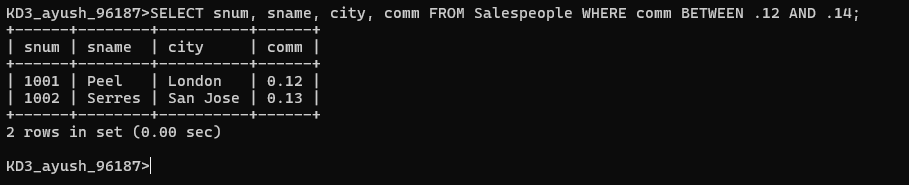 KD3_ayush_96187>SELECT snum, sname, city, comm FROM Salespeople WHERE comm BETWEEN .12 AND .14;
+------+--------+----------+------+
| snum | sname  | city     | comm |
+------+--------+----------+------+
| 1001 | Peel   | London   | 0.12 |
| 1002 | Serres | San Jose | 0.13 |
+------+--------+----------+------+
2 rows in set (0.00 sec)

KD3_ayush_96187>